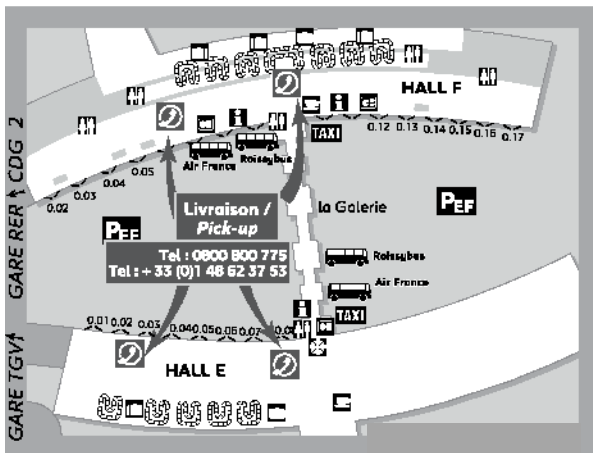 HALL F
TAXI
0.12 0.13 0.14 0.15 0.16 0.17
Air France
Roissybus
0.05
0.04
0.03
0.02
GARE RER CDG 2
Livraison /
Pick-up
la Galerie
PEF
PEF
Tel : 0800 800 775
Tel : + 33 (0)1 48 62 37 53
Roissybus
Air France
TAXI
0.01 0.02 0.03 0.04 0.05 0.06 0.07
HALL E
GARE TGV